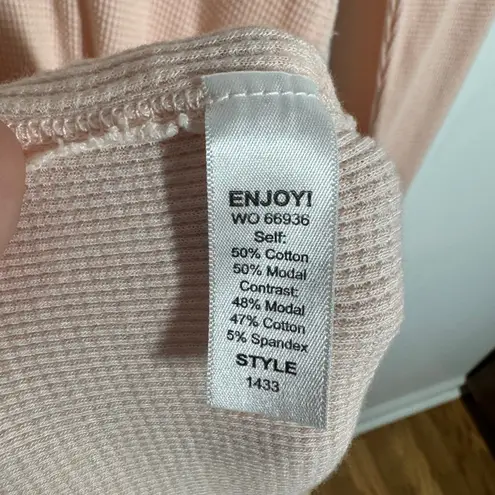 ENJOY!
WO 66936
Self:
50% Cotton
50% Modal
Contrast:
48% Modal
47% Cotton
5% Spandex
STYLE
1433